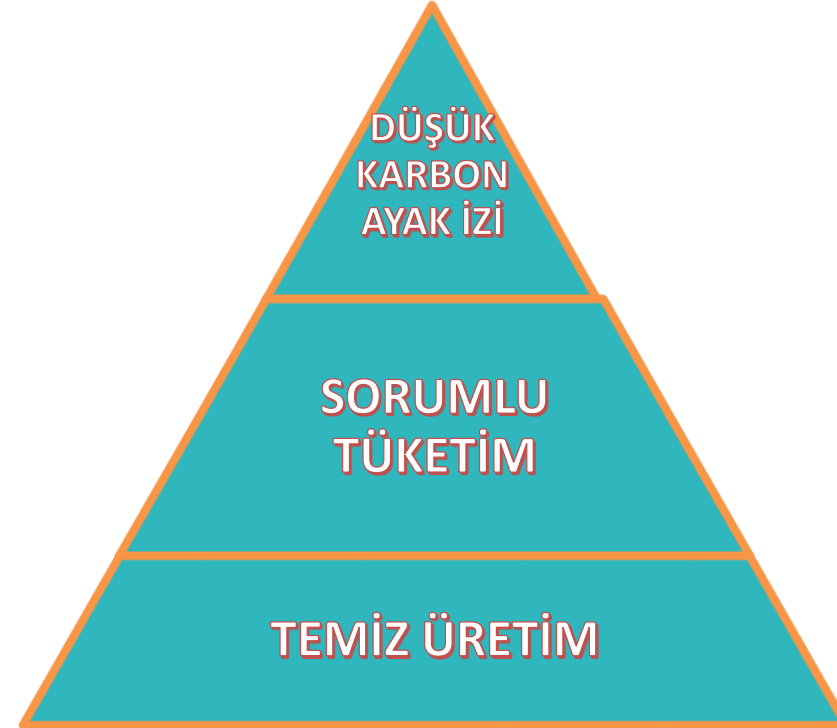 DÜŞÜK
KARBON
AYAK İZİ
SORUMLU
TÜKETİM
TEMİZ ÜRETİM